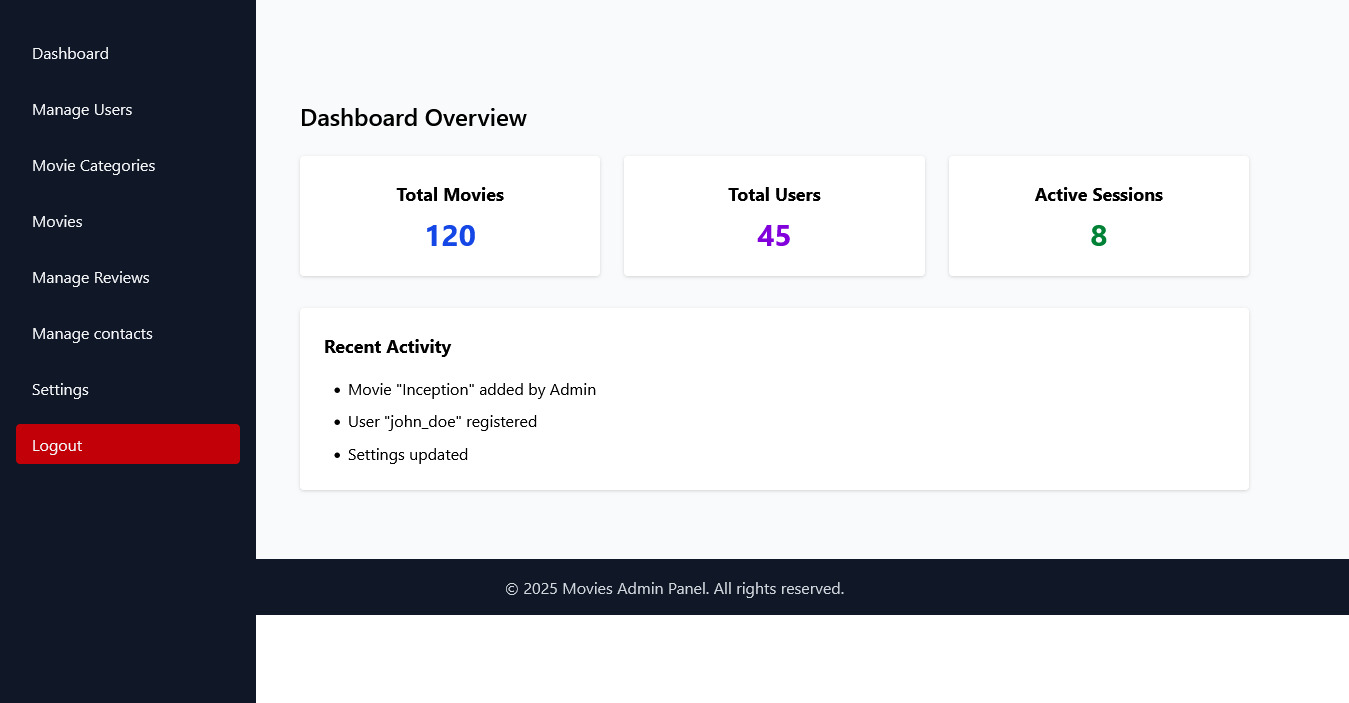 Dashboard
Manage Users
Movie Categories
Movies
Manage Reviews
Manage contacts
Settings
Logout
Dashboard Overview
Total Movies
120
Total Users
45
Active Sessions
8
Recent Activity
• Movie "Inception" added by Admin
• User "john_doe" registered
• Settings updated
© 2025 Movies Admin Panel. All rights reserved.